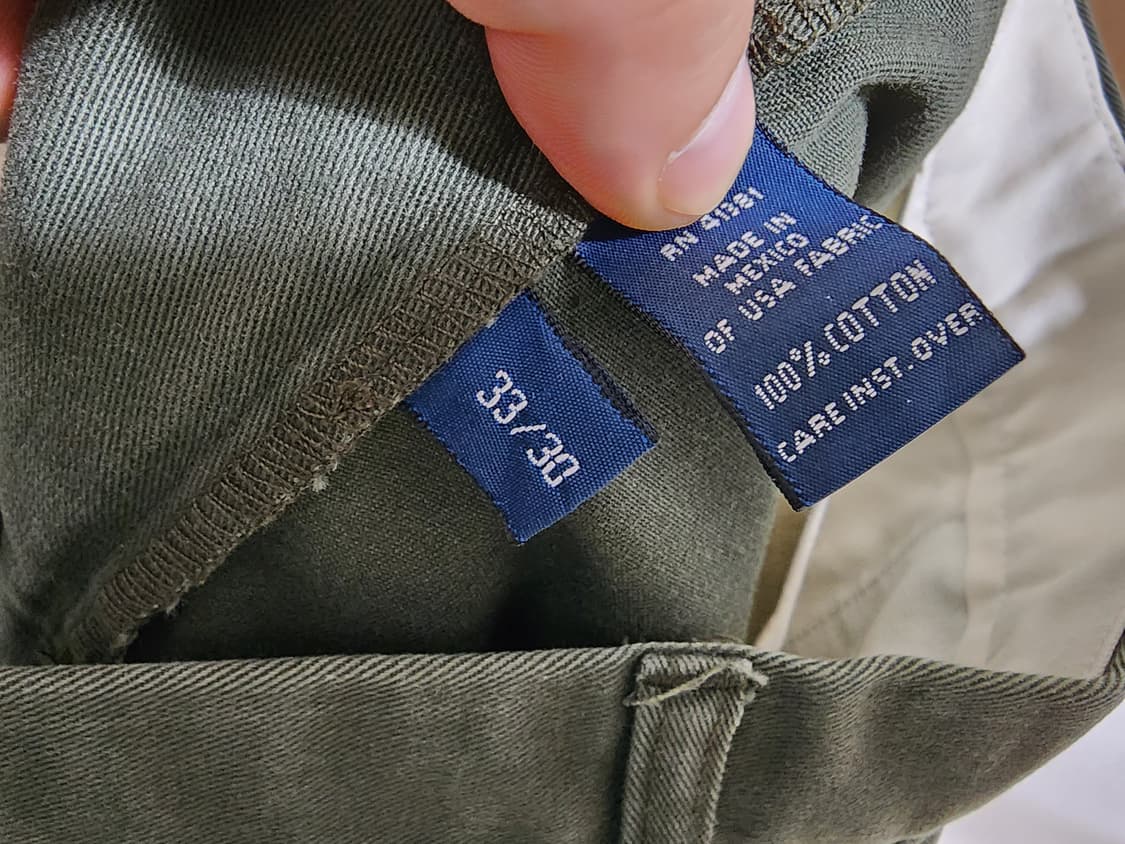 33/30
RN 41381
MADE IN
MEXICO
OF USA FABRIC
100% COTTON
CARE INST. OVER